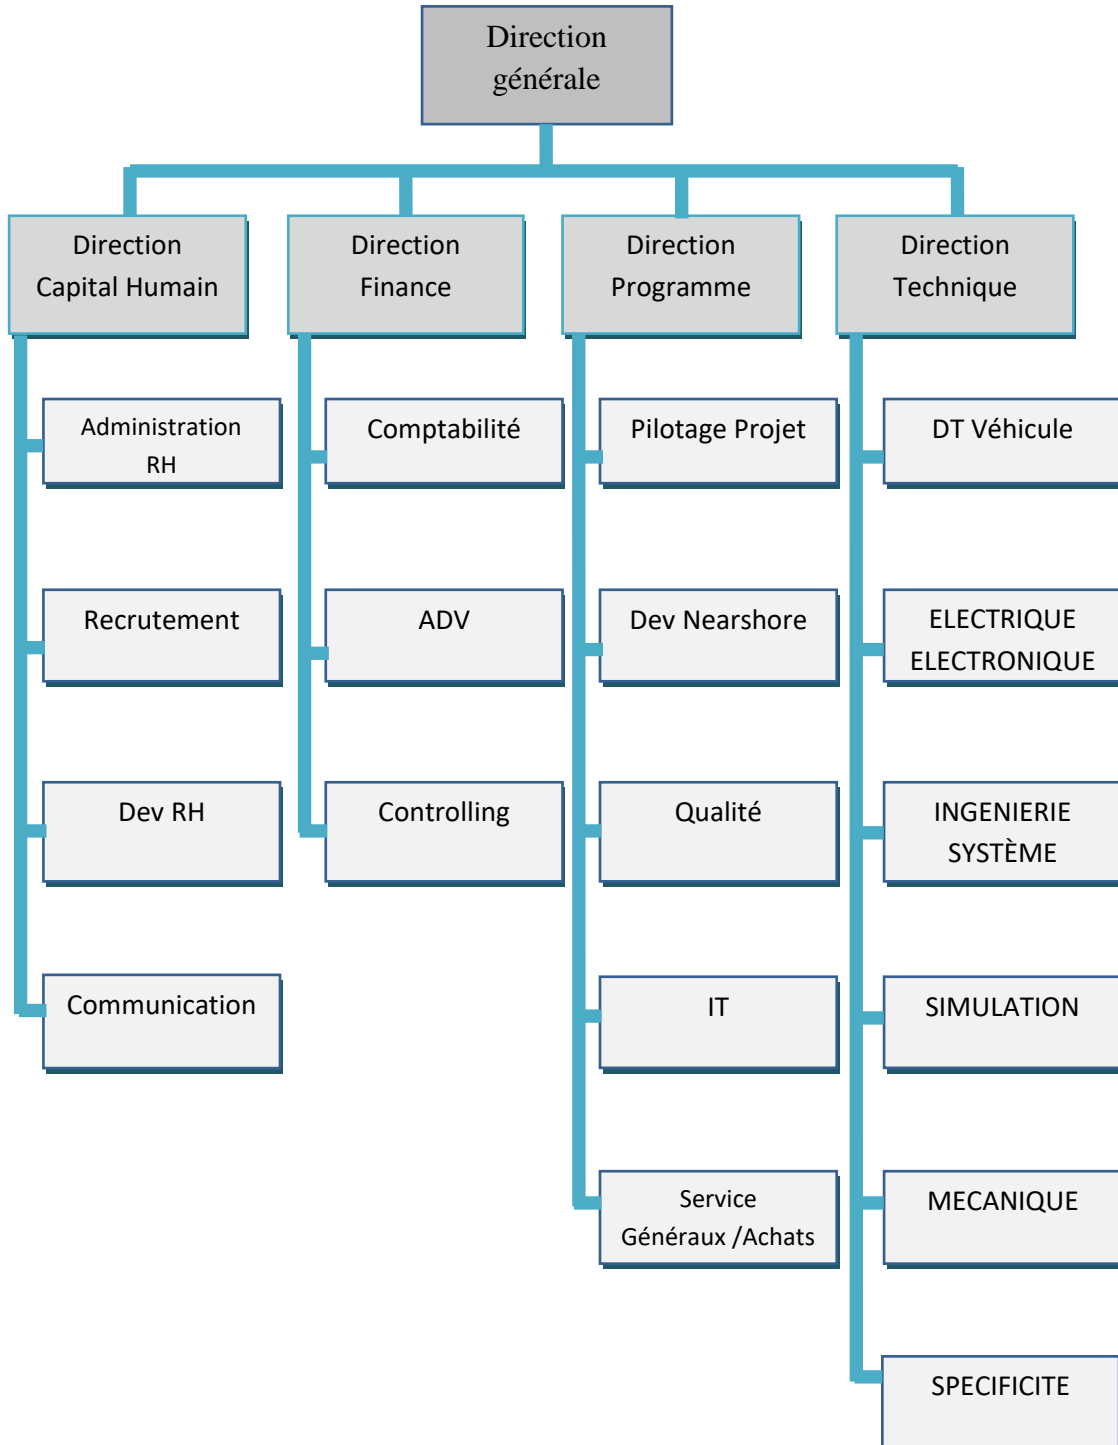 Direction
générale
Direction
Capital Humain
Direction
Finance
Direction
Programme
Direction
Technique
Administration
RH
Comptabilité
Pilotage Projet
DT Véhicule
Recrutement
ADV
Dev Nearshore
ELECTRIQUE
ELECTRONIQUE
Dev RH
Controlling
Qualité
INGENIERIE
SYSTÈME
Communication
IT
SIMULATION
Service
Généraux /Achats
MECANIQUE
SPECIFICITE